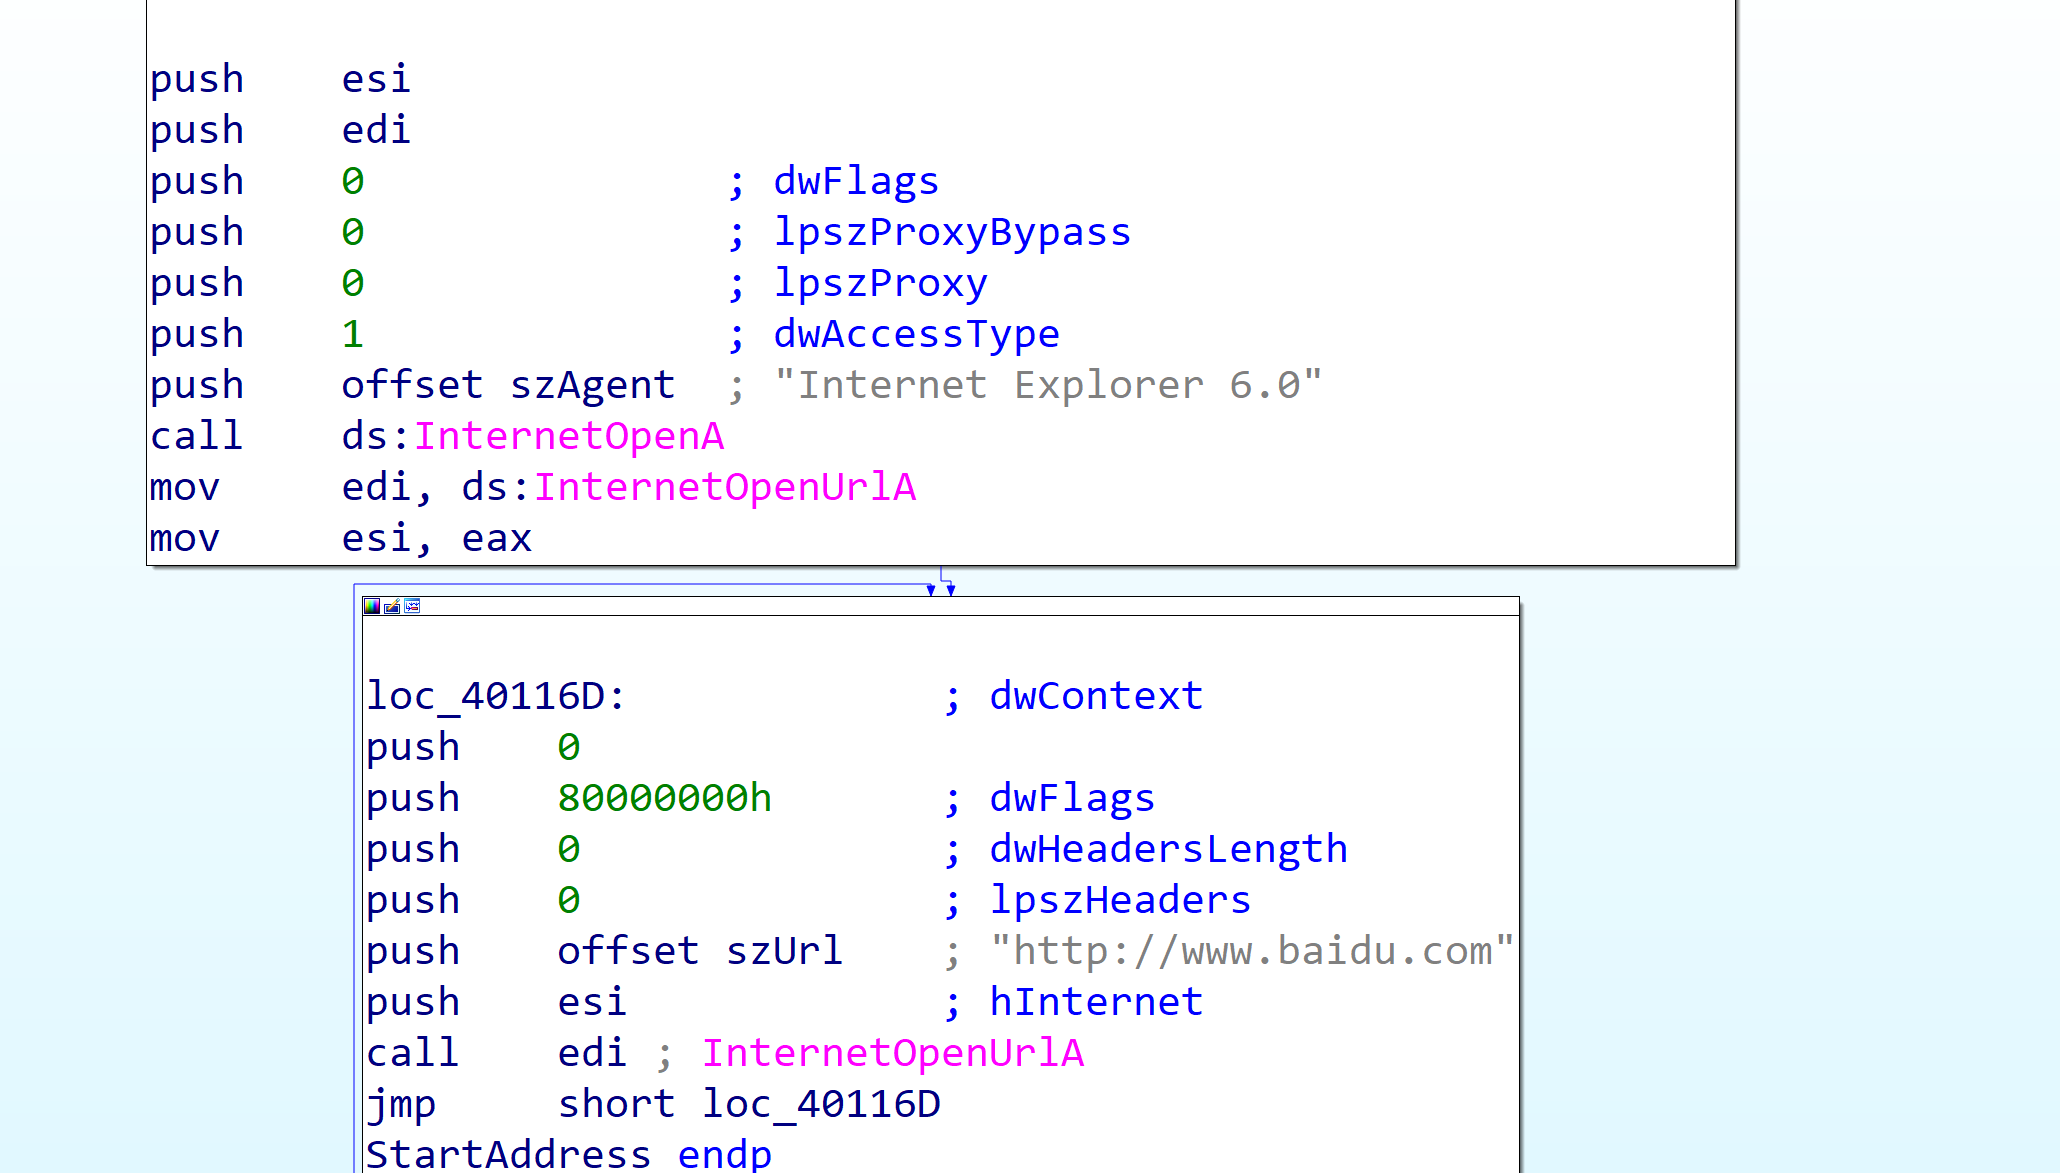 push    esi
push    edi
push    0               ; dwFlags
push    0               ; lpszProxyBypass
push    0               ; lpszProxy
push    1               ; dwAccessType
push    offset szAgent  ; "Internet Explorer 6.0"
call    ds:InternetOpenA
mov     edi, ds:InternetOpenUrlA
mov     esi, eax
loc_40116D:             ; dwContext
push    0
push    80000000h       ; dwFlags
push    0               ; dwHeadersLength
push    0               ; lpszHeaders
push    offset szUrl    ; "http://www.baidu.com"
push    esi             ; hInternet
call    edi ; InternetOpenUrlA
jmp     short loc_40116D
StartAddress endp